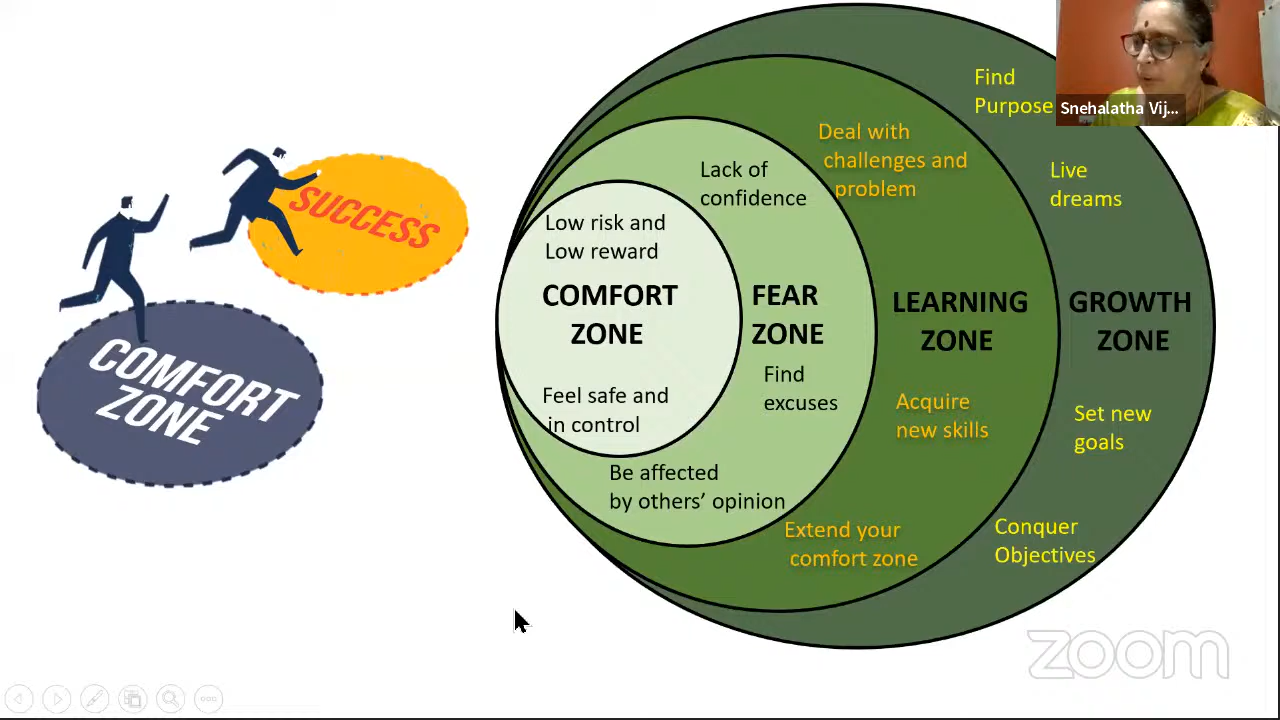 SUCCESS
COMFORT
ZONE
Low risk and
Low reward
COMFORT
ZONE
Feel safe and
in control
Lack of
confidence
FEAR
ZONE
Find
excuses
Be affected
by others’ opinion
Deal with
challenges and
problem
LEARNING
ZONE
Acquire
new skills
Extend your
comfort zone
Find
Purpose
Live
dreams
GROWTH
ZONE
Set new
goals
Conquer
Objectives
Snehalatha Vij...
zoom